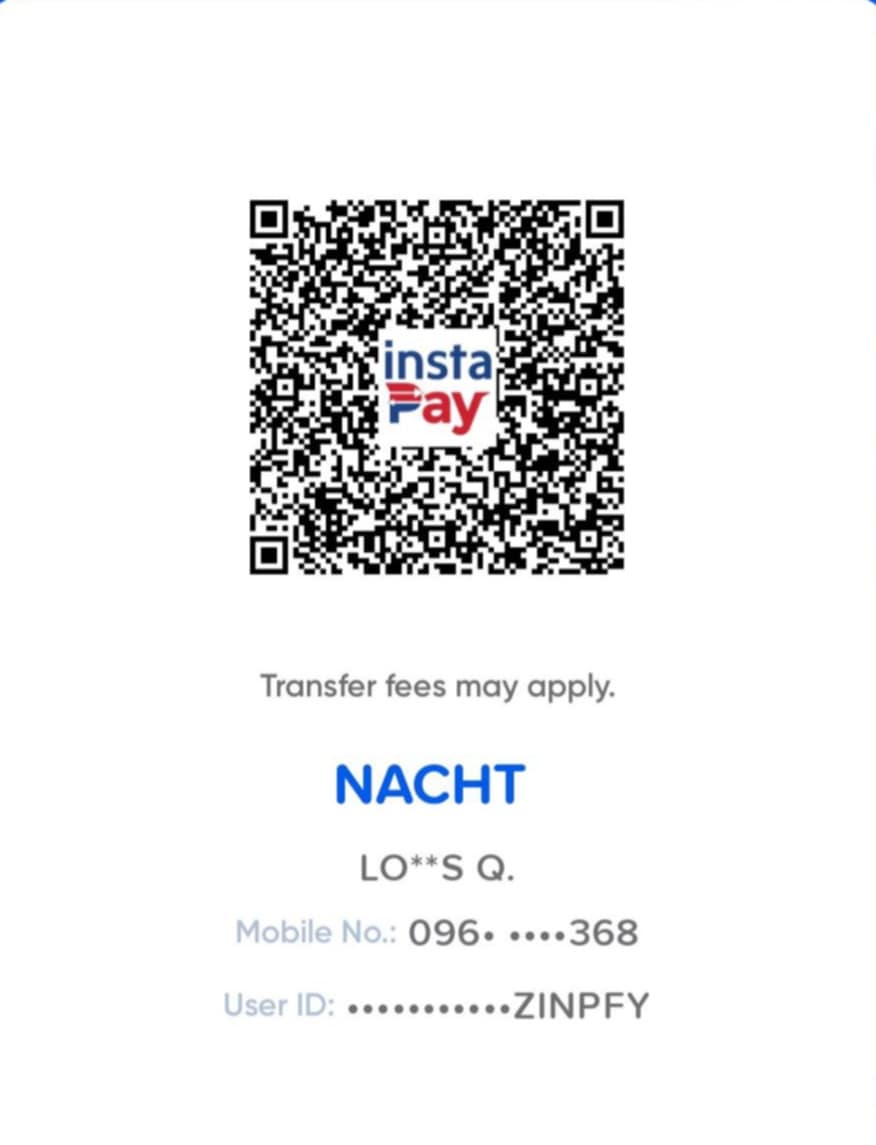 insta
Pay
Transfer fees may apply.
NACHT
LO**S Q.
Mobile No.: 096• ••••368
User ID: •••••••••••ZINPFY